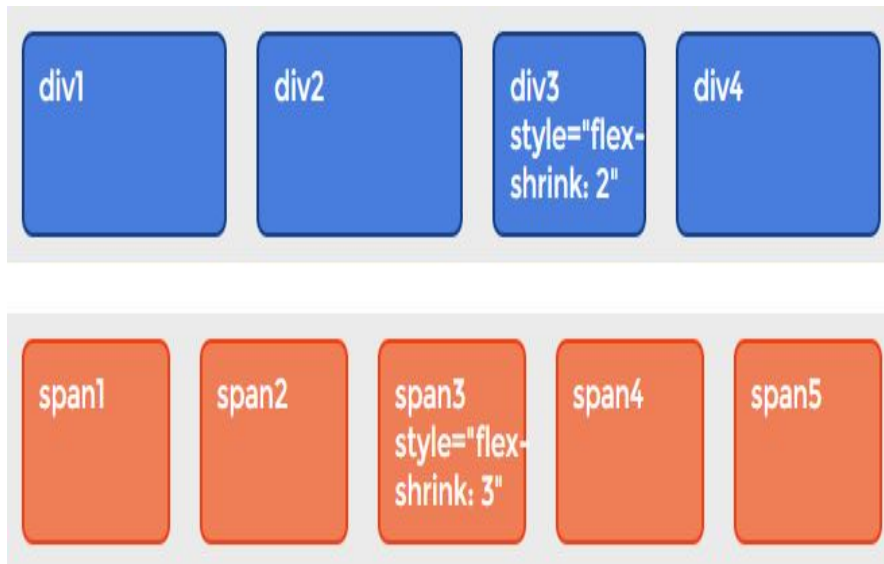 div1
div2
div3
style="flex-
shrink: 2"
div4
span1
span2
span3
style="flex-
shrink: 3"
span4
span5